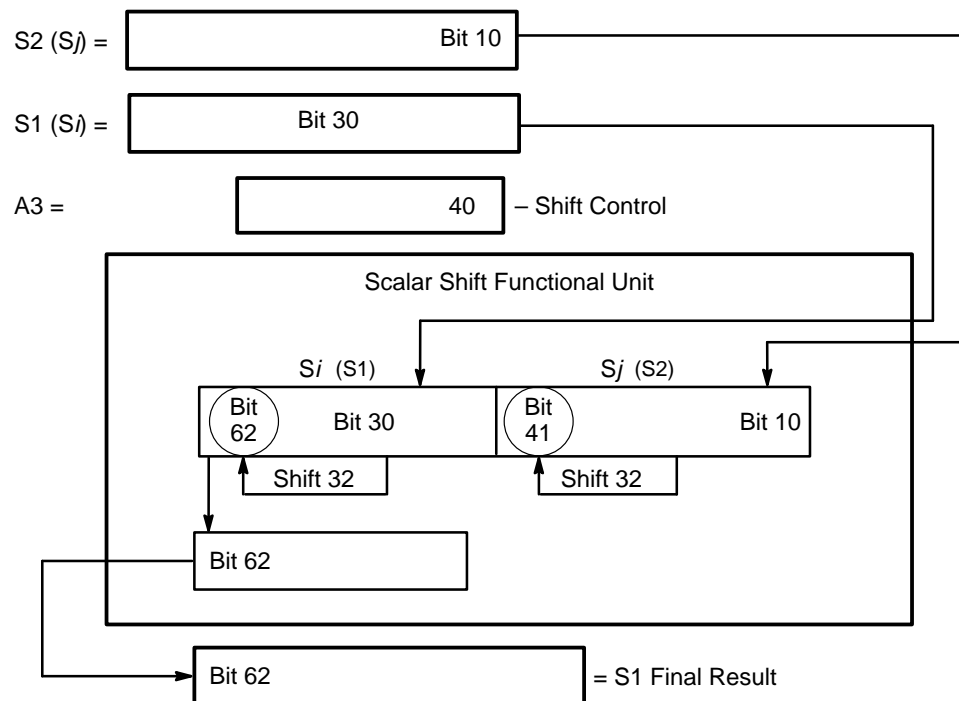 S2 (Sj) =
Bit 10
S1 (Si) =
Bit 30
A3 =
40
– Shift Control
Scalar Shift Functional Unit
Si (S1)
Sj (S2)
Bit
62
Bit 30
Bit
41
Bit 10
Shift 32
Shift 32
Bit 62
Bit 62
= S1 Final Result